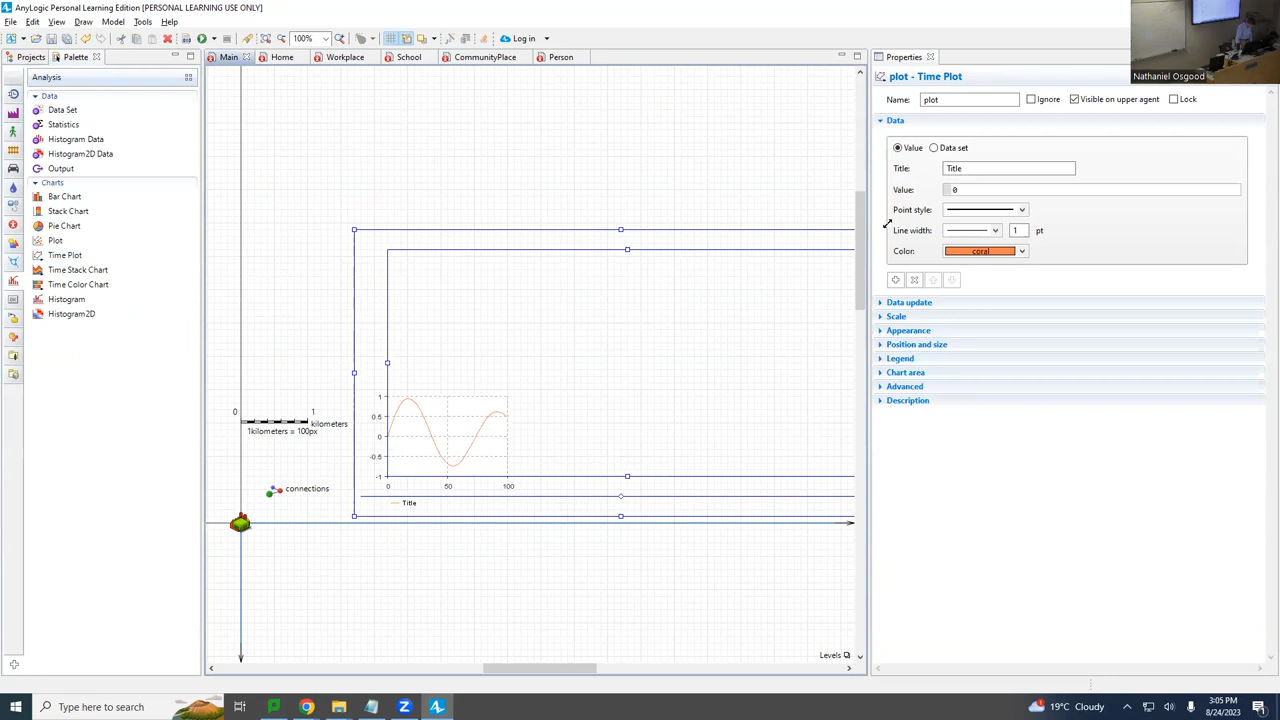 AnyLogic Personal Learning Edition [PERSONAL LEARNING USE ONLY]
File Edit View Draw Model Tools Help
100% Log in
Projects Palette Main Home Workplace School CommunityPlace Person Properties
Nathaniel Osgood
Analysis
plot - Time Plot
Data
Data Set
Statistics
Histogram Data
Histogram2D Data
Output
Charts
Bar Chart
Stack Chart
Pie Chart
Plot
Time Plot
Time Stack Chart
Time Color Chart
Histogram
Histogram2D
0 1
kilometers
1kilometers = 100px
connections
1
0.5
0
-0.5
-1
0 50 100
Title
Levels
Name: plot Ignore Visible on upper agent Lock
Data
Value Data set
Title: Title
Value: 0
Point style:
Line width: 1 pt
Color: coral
Data update
Scale
Appearance
Position and size
Legend
Chart area
Advanced
Description
Type here to search
19°C Cloudy
3:05 PM
8/24/2023